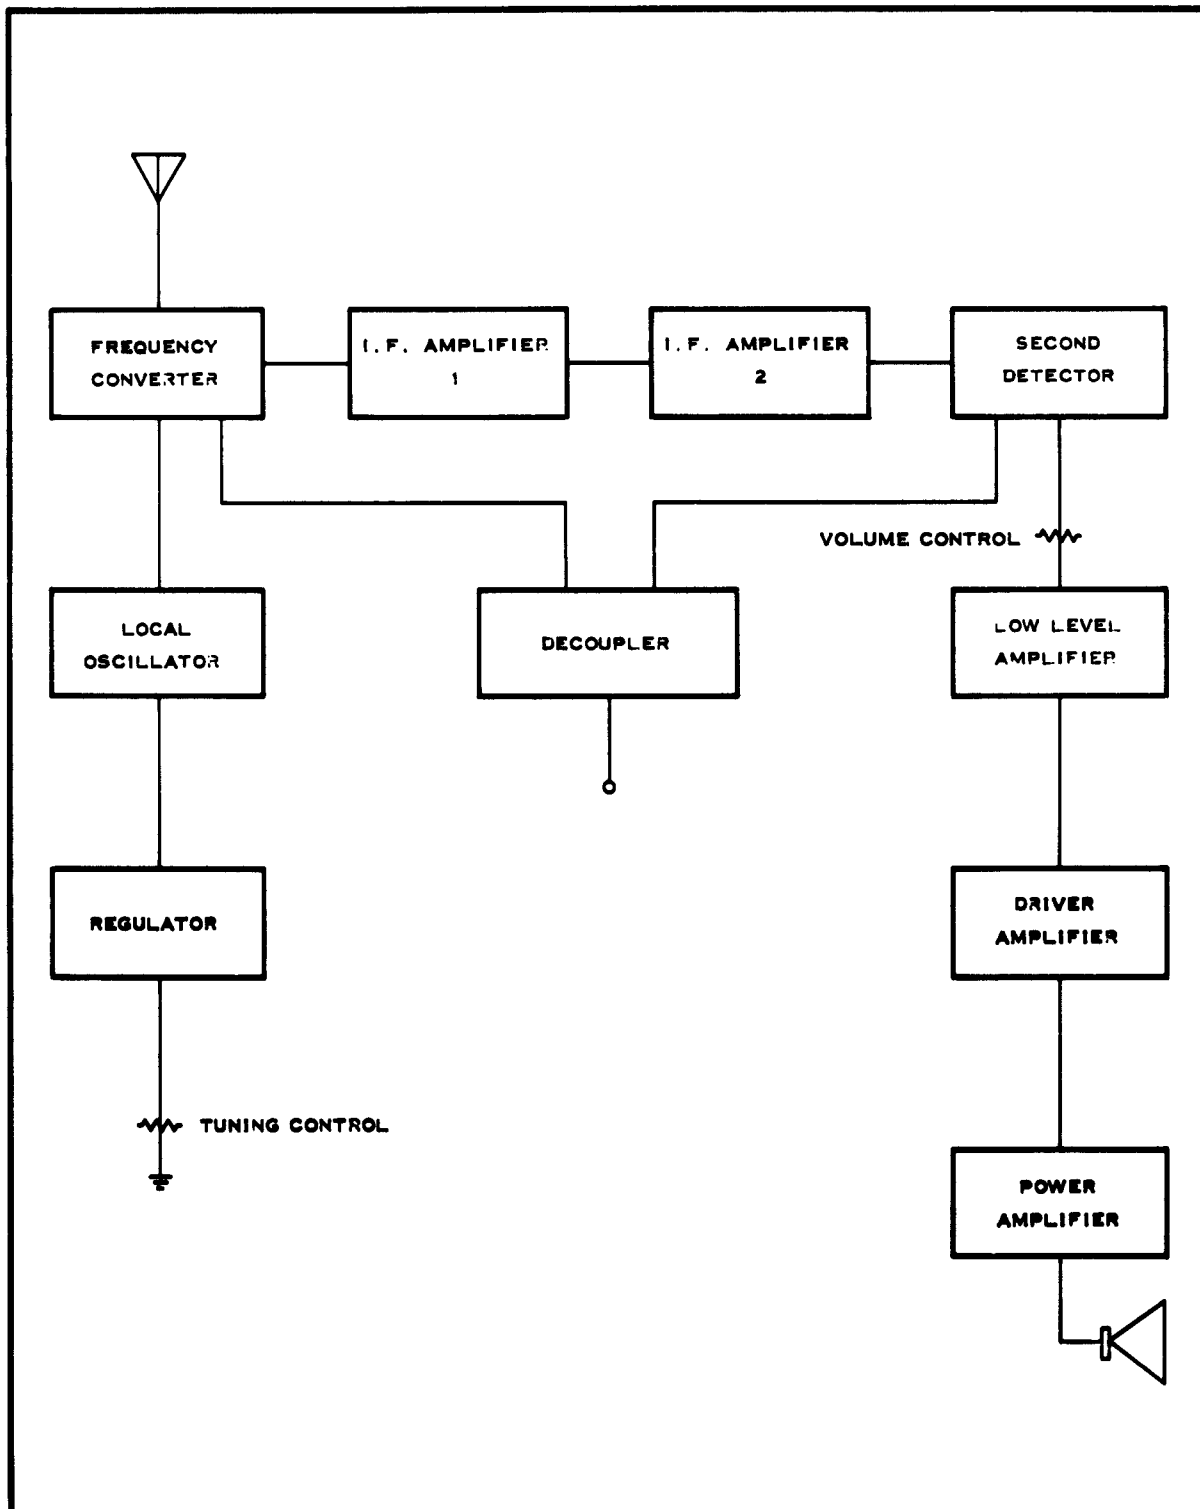 FREQUENCY
CONVERTER
I.F. AMPLIFIER
1
I.F. AMPLIFIER
2
SECOND
DETECTOR
VOLUME CONTROL
LOCAL
OSCILLATOR
DECOUPLER
LOW LEVEL
AMPLIFIER
REGULATOR
DRIVER
AMPLIFIER
TUNING CONTROL
POWER
AMPLIFIER